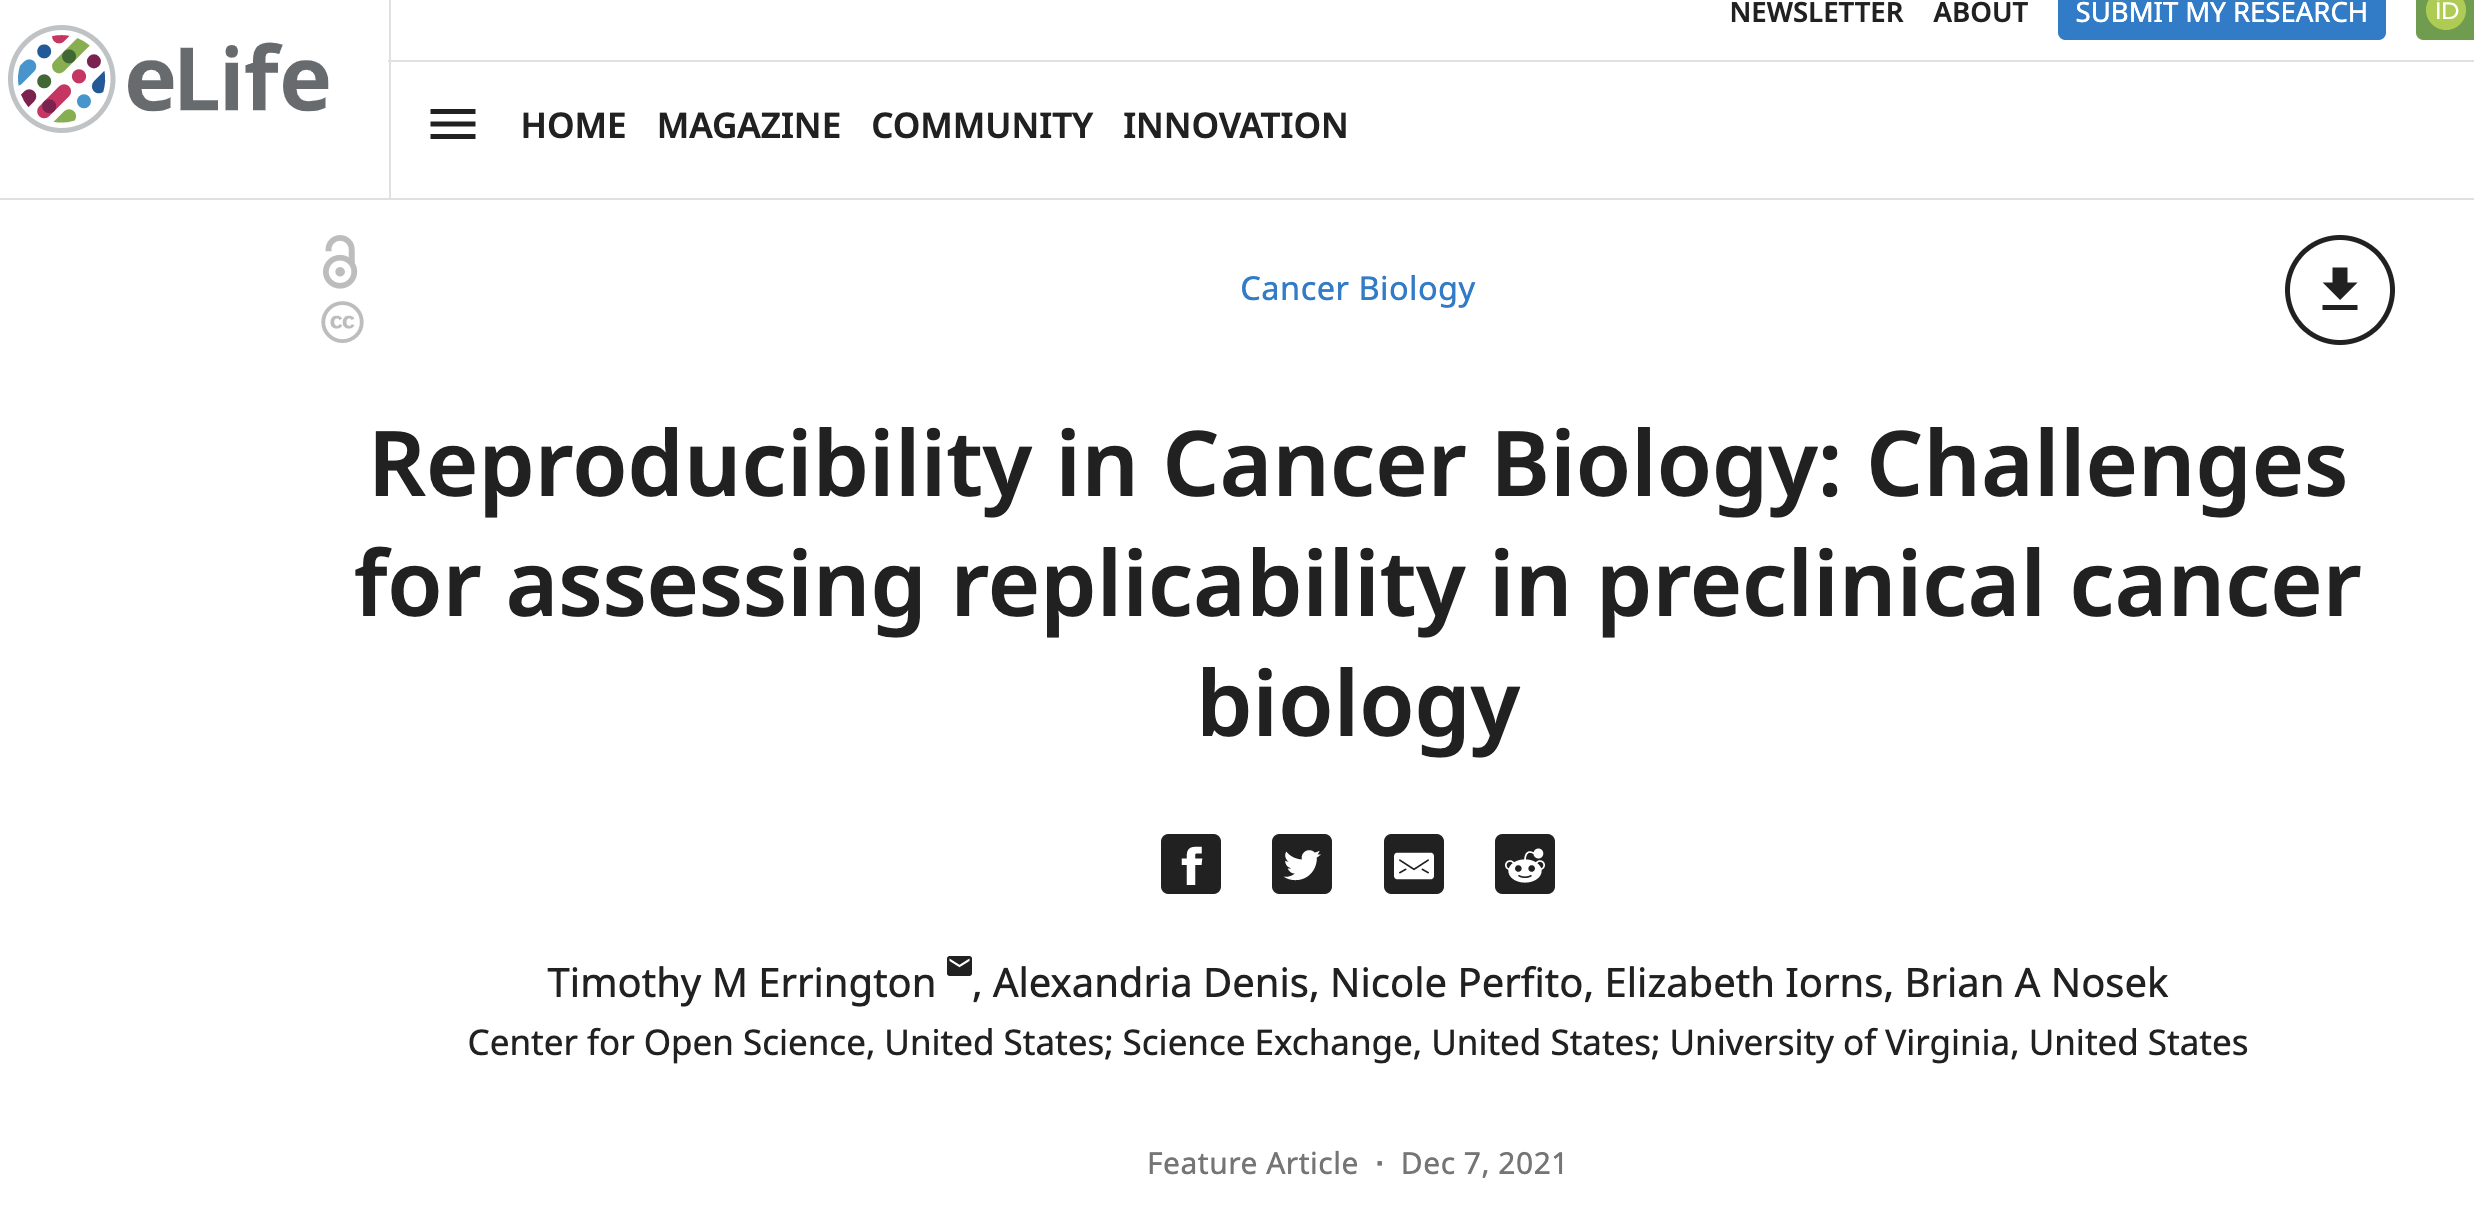 NEWSLETTER ABOUT SUBMIT MY RESEARCH iD
eLife
HOME MAGAZINE COMMUNITY INNOVATION
Cancer Biology
cc
Reproducibility in Cancer Biology: Challenges
for assessing replicability in preclinical cancer
biology
Timothy M Errington , Alexandria Denis, Nicole Perfito, Elizabeth Iorns, Brian A Nosek
Center for Open Science, United States; Science Exchange, United States; University of Virginia, United States
Feature Article · Dec 7, 2021